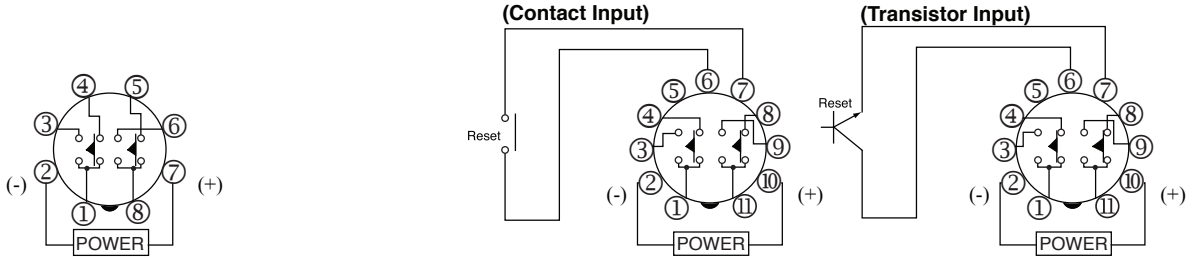 (Contact Input)
(Transistor Input)
4 5
3 6
2 7
(-) (+)
1 8
POWER
Reset
6
5 7
4 8
3 9
2 10
(-) (+)
1 11
POWER
Reset
6
5 7
4 8
3 9
2 10
(-) (+)
1 11
POWER